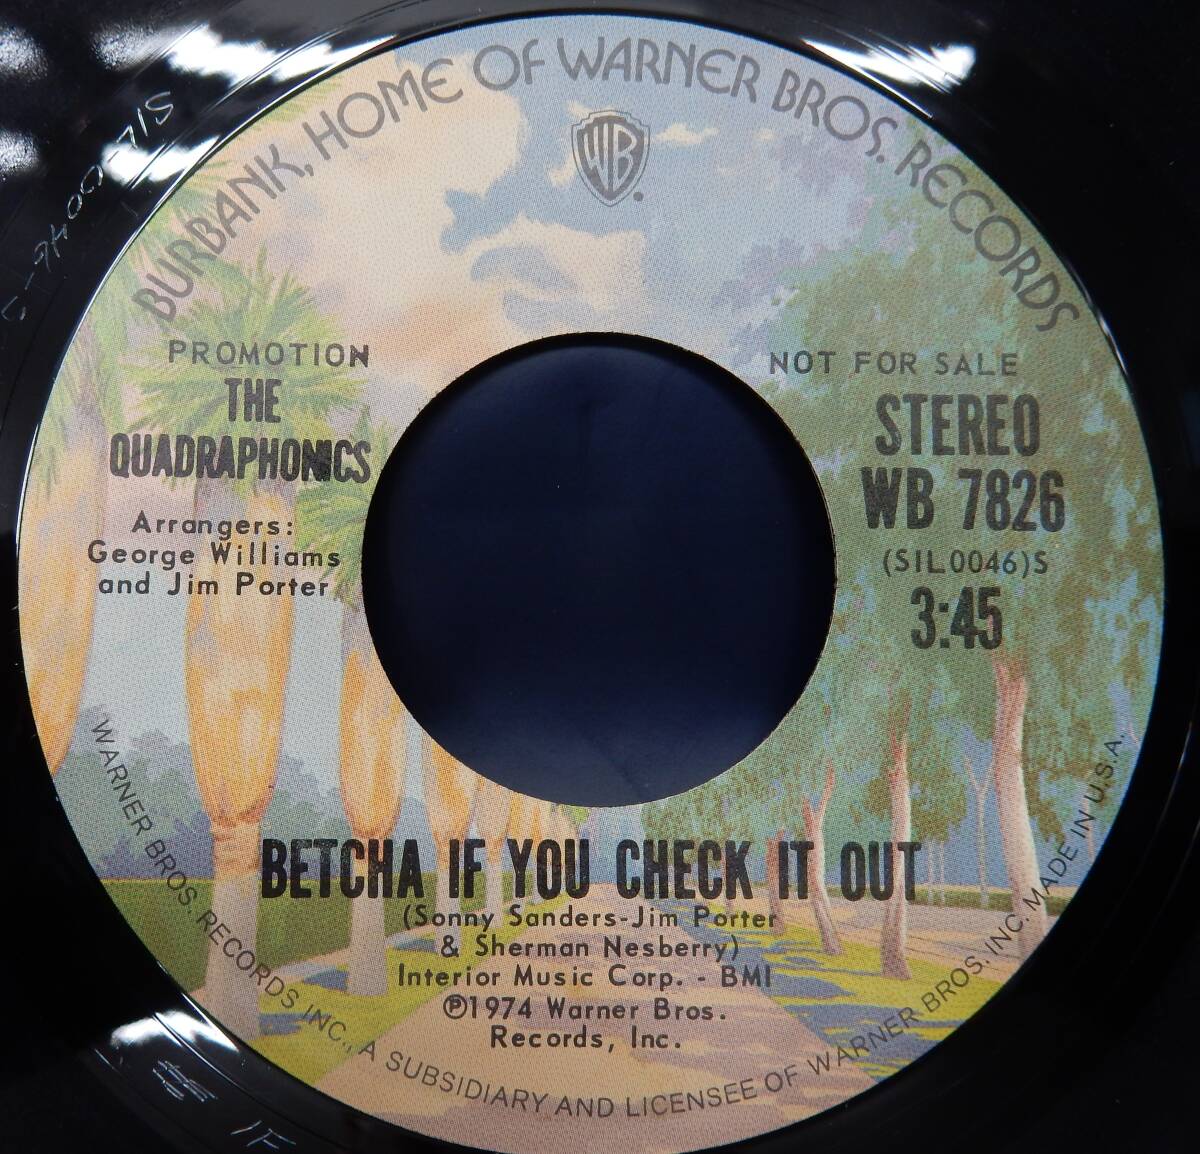 BURBANK, HOME OF WARNER BROS. RECORDS
WB
PROMOTION
NOT FOR SALE
THE
QUADRAPHONICS
Arrangers:
George Williams
and Jim Porter
STEREO
WB 7826
(SIL0046)S
3:45
BETCHA IF YOU CHECK IT OUT
(Sonny Sanders-Jim Porter
& Sherman Nesberry)
Interior Music Corp. - BMI
℗1974 Warner Bros.
Records, Inc.
WARNER BROS. RECORDS INC., A SUBSIDIARY AND LICENSEE OF WARNER BROS. INC. MADE IN U.S.A.
1F